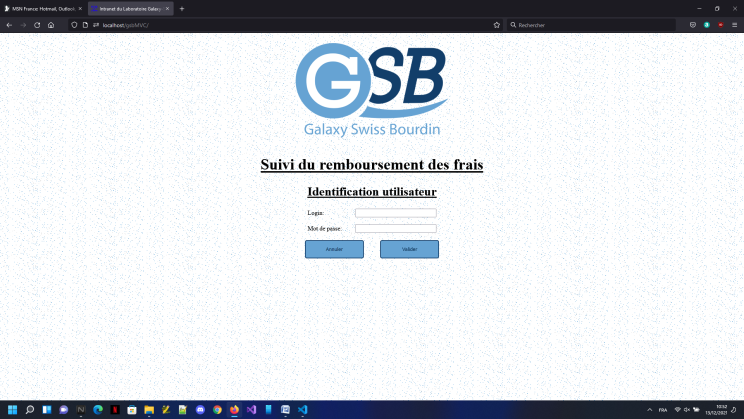 MSN France: Hotmail, Outlook
Intranet du Laboratoire Galaxy
localhost/gsbMVC/
Rechercher
GSB
Galaxy Swiss Bourdin
Suivi du remboursement des frais
Identification utilisateur
Login:
Mot de passe:
Annuler
Valider
FRA
10:52
13/12/2021